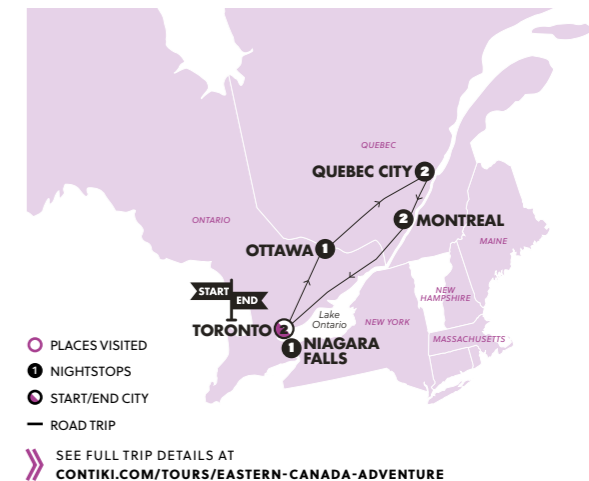 QUEBEC
QUEBEC CITY 2
ONTARIO
2 MONTREAL
MAINE
OTTAWA 1
START
END
NEW
HAMPSHIRE
Lake
Ontario
NEW YORK
TORONTO 2
MASSACHUSETTS
1 NIAGARA
FALLS
PLACES VISITED
1 NIGHTSTOPS
START/END CITY
ROAD TRIP
SEE FULL TRIP DETAILS AT
CONTIKI.COM/TOURS/EASTERN-CANADA-ADVENTURE